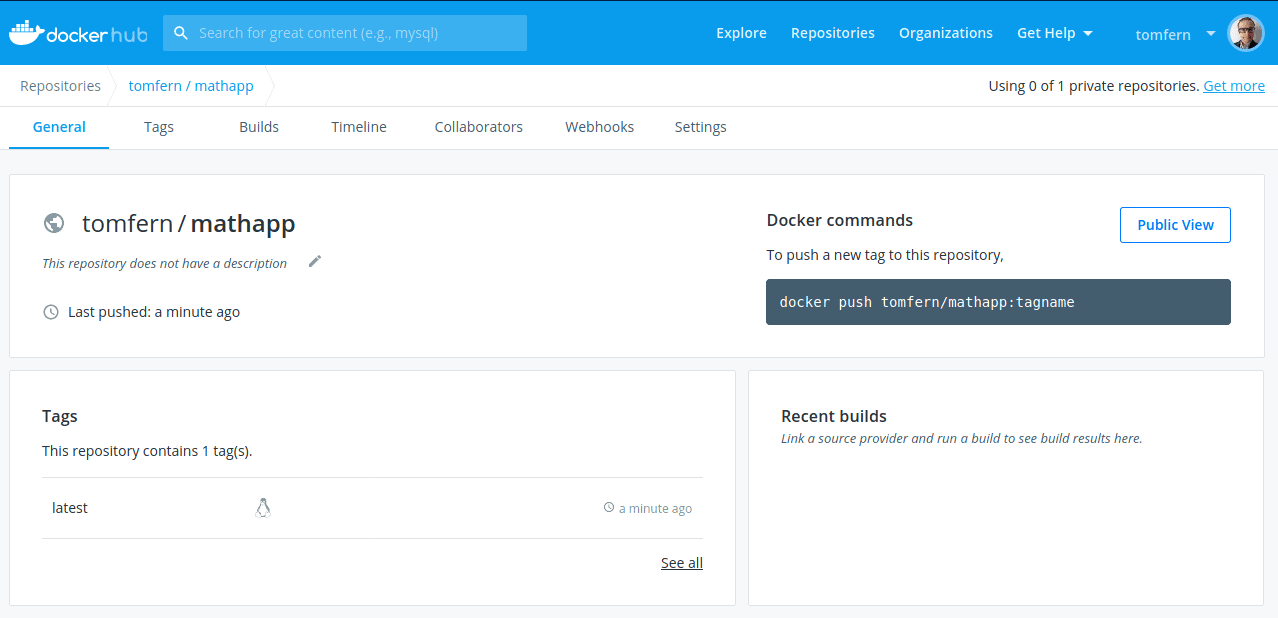 docker hub
Search for great content (e.g., mysql)
Explore
Repositories
Organizations
Get Help
tomfern
Repositories
tomfern / mathapp
Using 0 of 1 private repositories. Get more
General
Tags
Builds
Timeline
Collaborators
Webhooks
Settings
tomfern / mathapp
This repository does not have a description
Last pushed: a minute ago
Docker commands
Public View
To push a new tag to this repository,
docker push tomfern/mathapp:tagname
Tags
This repository contains 1 tag(s).
latest
a minute ago
See all
Recent builds
Link a source provider and run a build to see build results here.